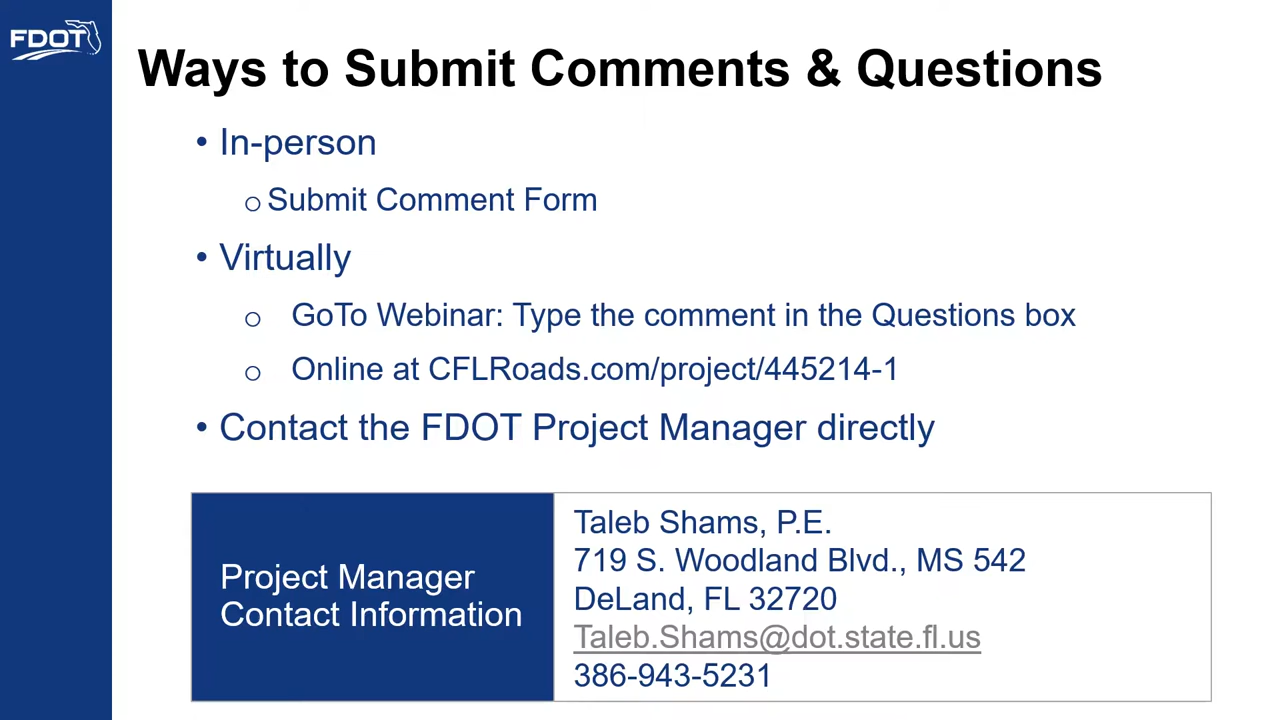 FDOT
Ways to Submit Comments & Questions
• In-person
o Submit Comment Form
• Virtually
o GoTo Webinar: Type the comment in the Questions box
o Online at CFLRoads.com/project/445214-1
• Contact the FDOT Project Manager directly
Project Manager
Contact Information
Taleb Shams, P.E.
719 S. Woodland Blvd., MS 542
DeLand, FL 32720
Taleb.Shams@dot.state.fl.us
386-943-5231